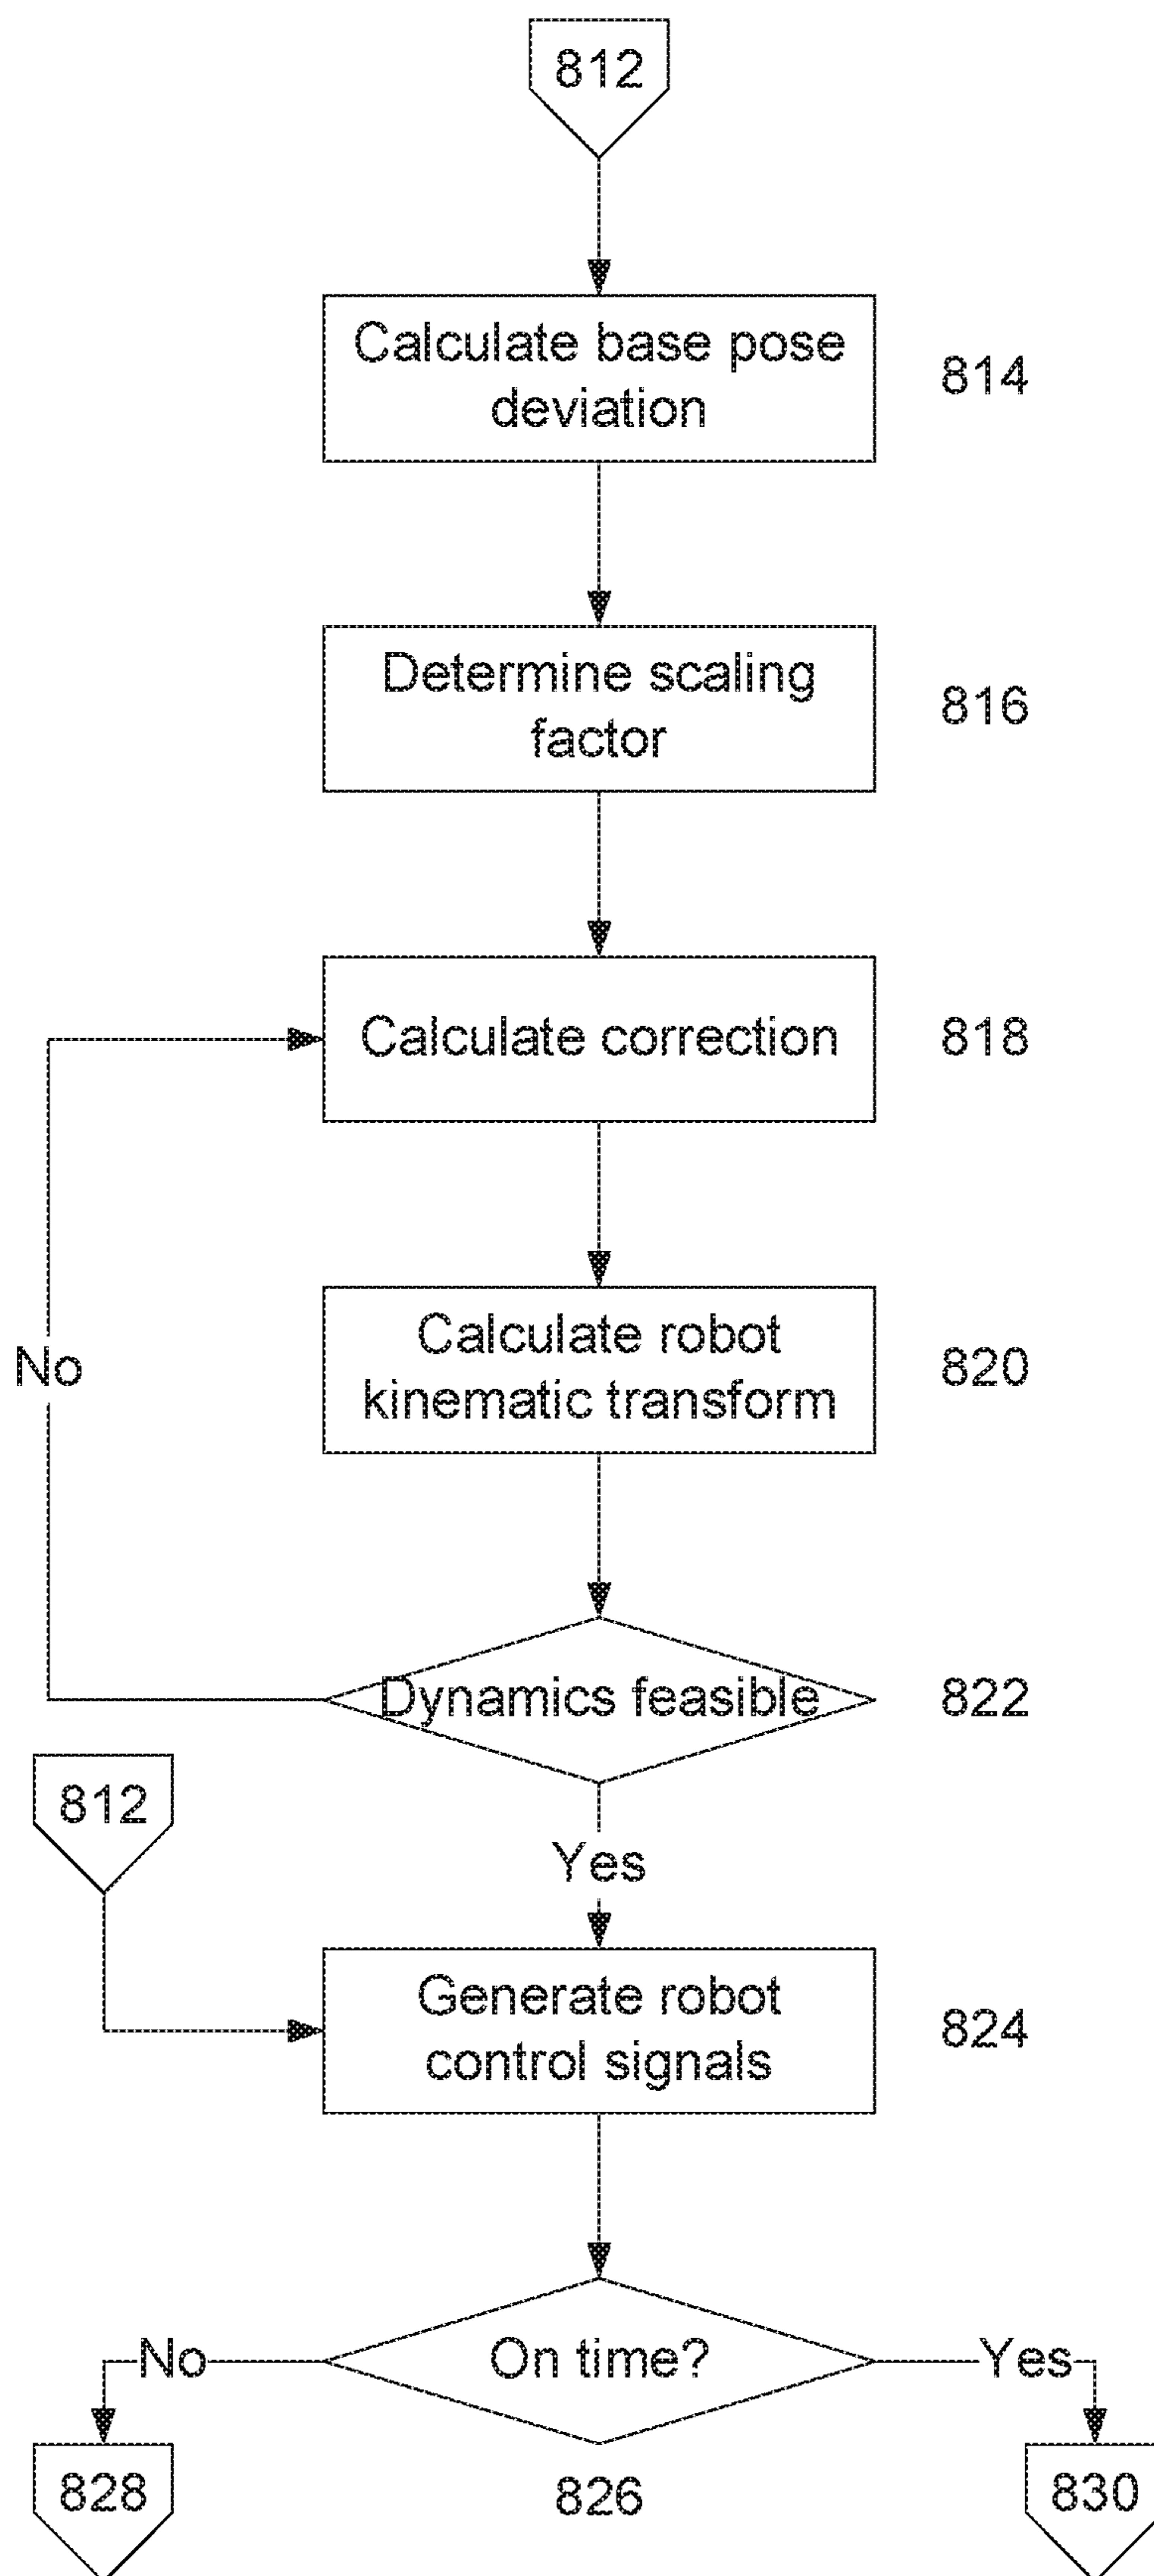 812
Calculate base pose
deviation
814
Determine scaling
factor
816
Calculate correction
818
Calculate robot
kinematic transform
820
No
Dynamics feasible
822
812
Yes
Generate robot
control signals
824
No
On time?
Yes
828
826
830